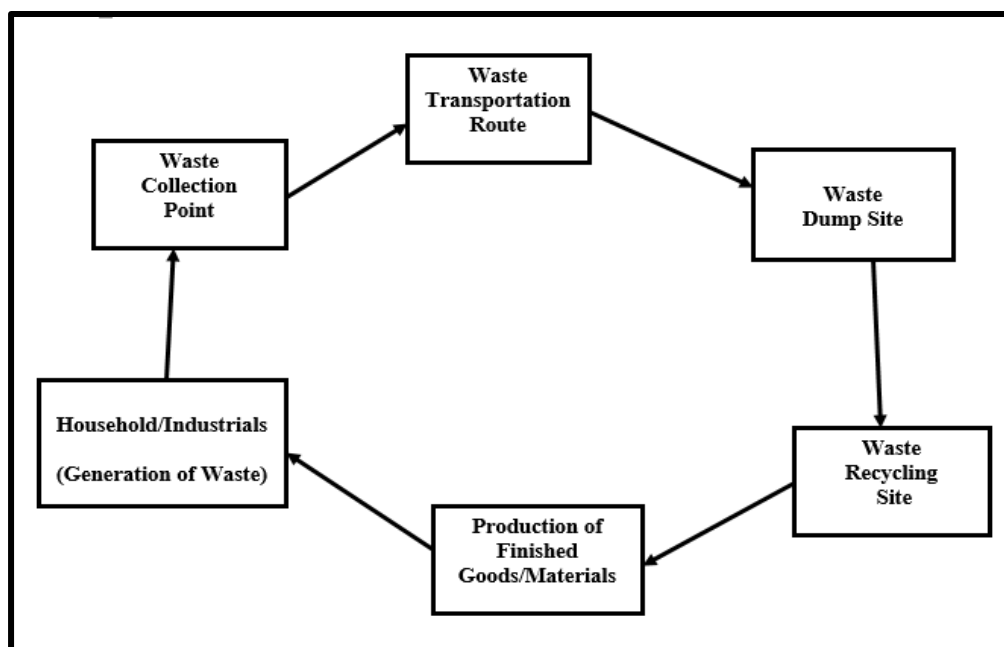 Waste
Transportation
Route
Waste
Collection
Point
Waste
Dump Site
Household/Industrials
(Generation of Waste)
Waste
Recycling
Site
Production of
Finished
Goods/Materials